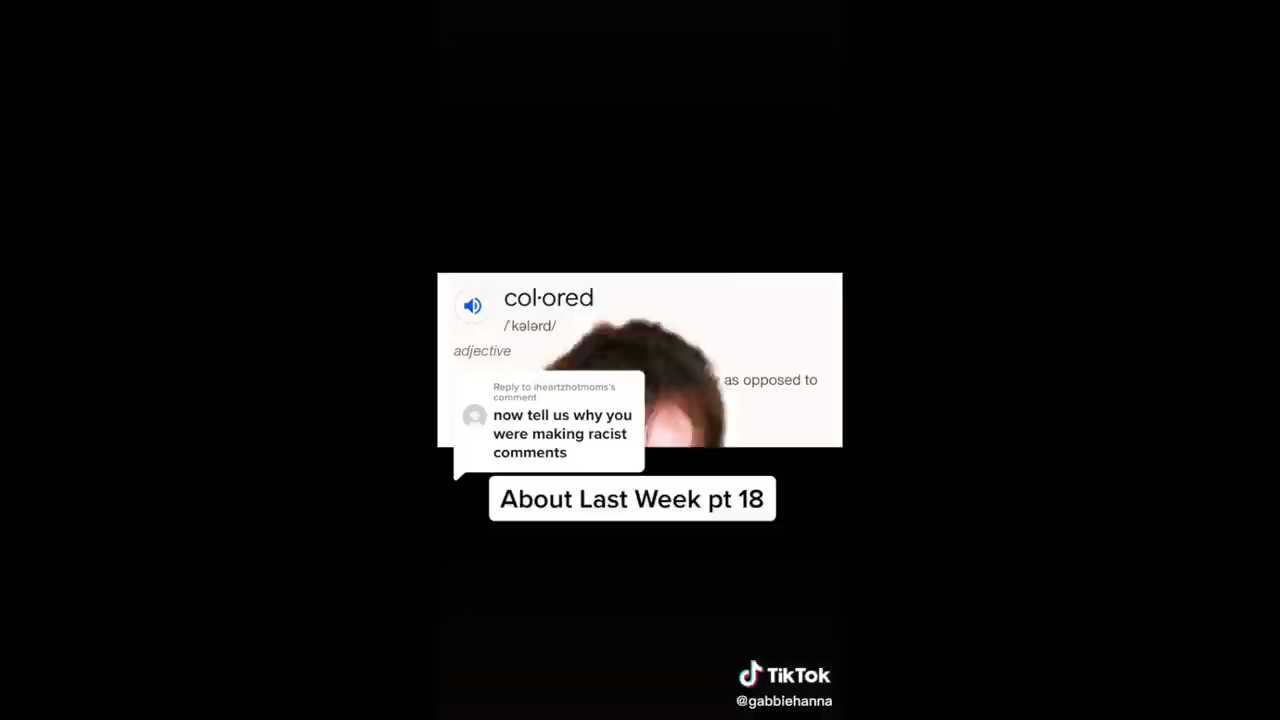 col·ored
/ˈkələrd/
adjective
as opposed to
Reply to iheartzhotmoms's
comment
now tell us why you
were making racist
comments
About Last Week pt 18
TikTok
@gabbiehanna